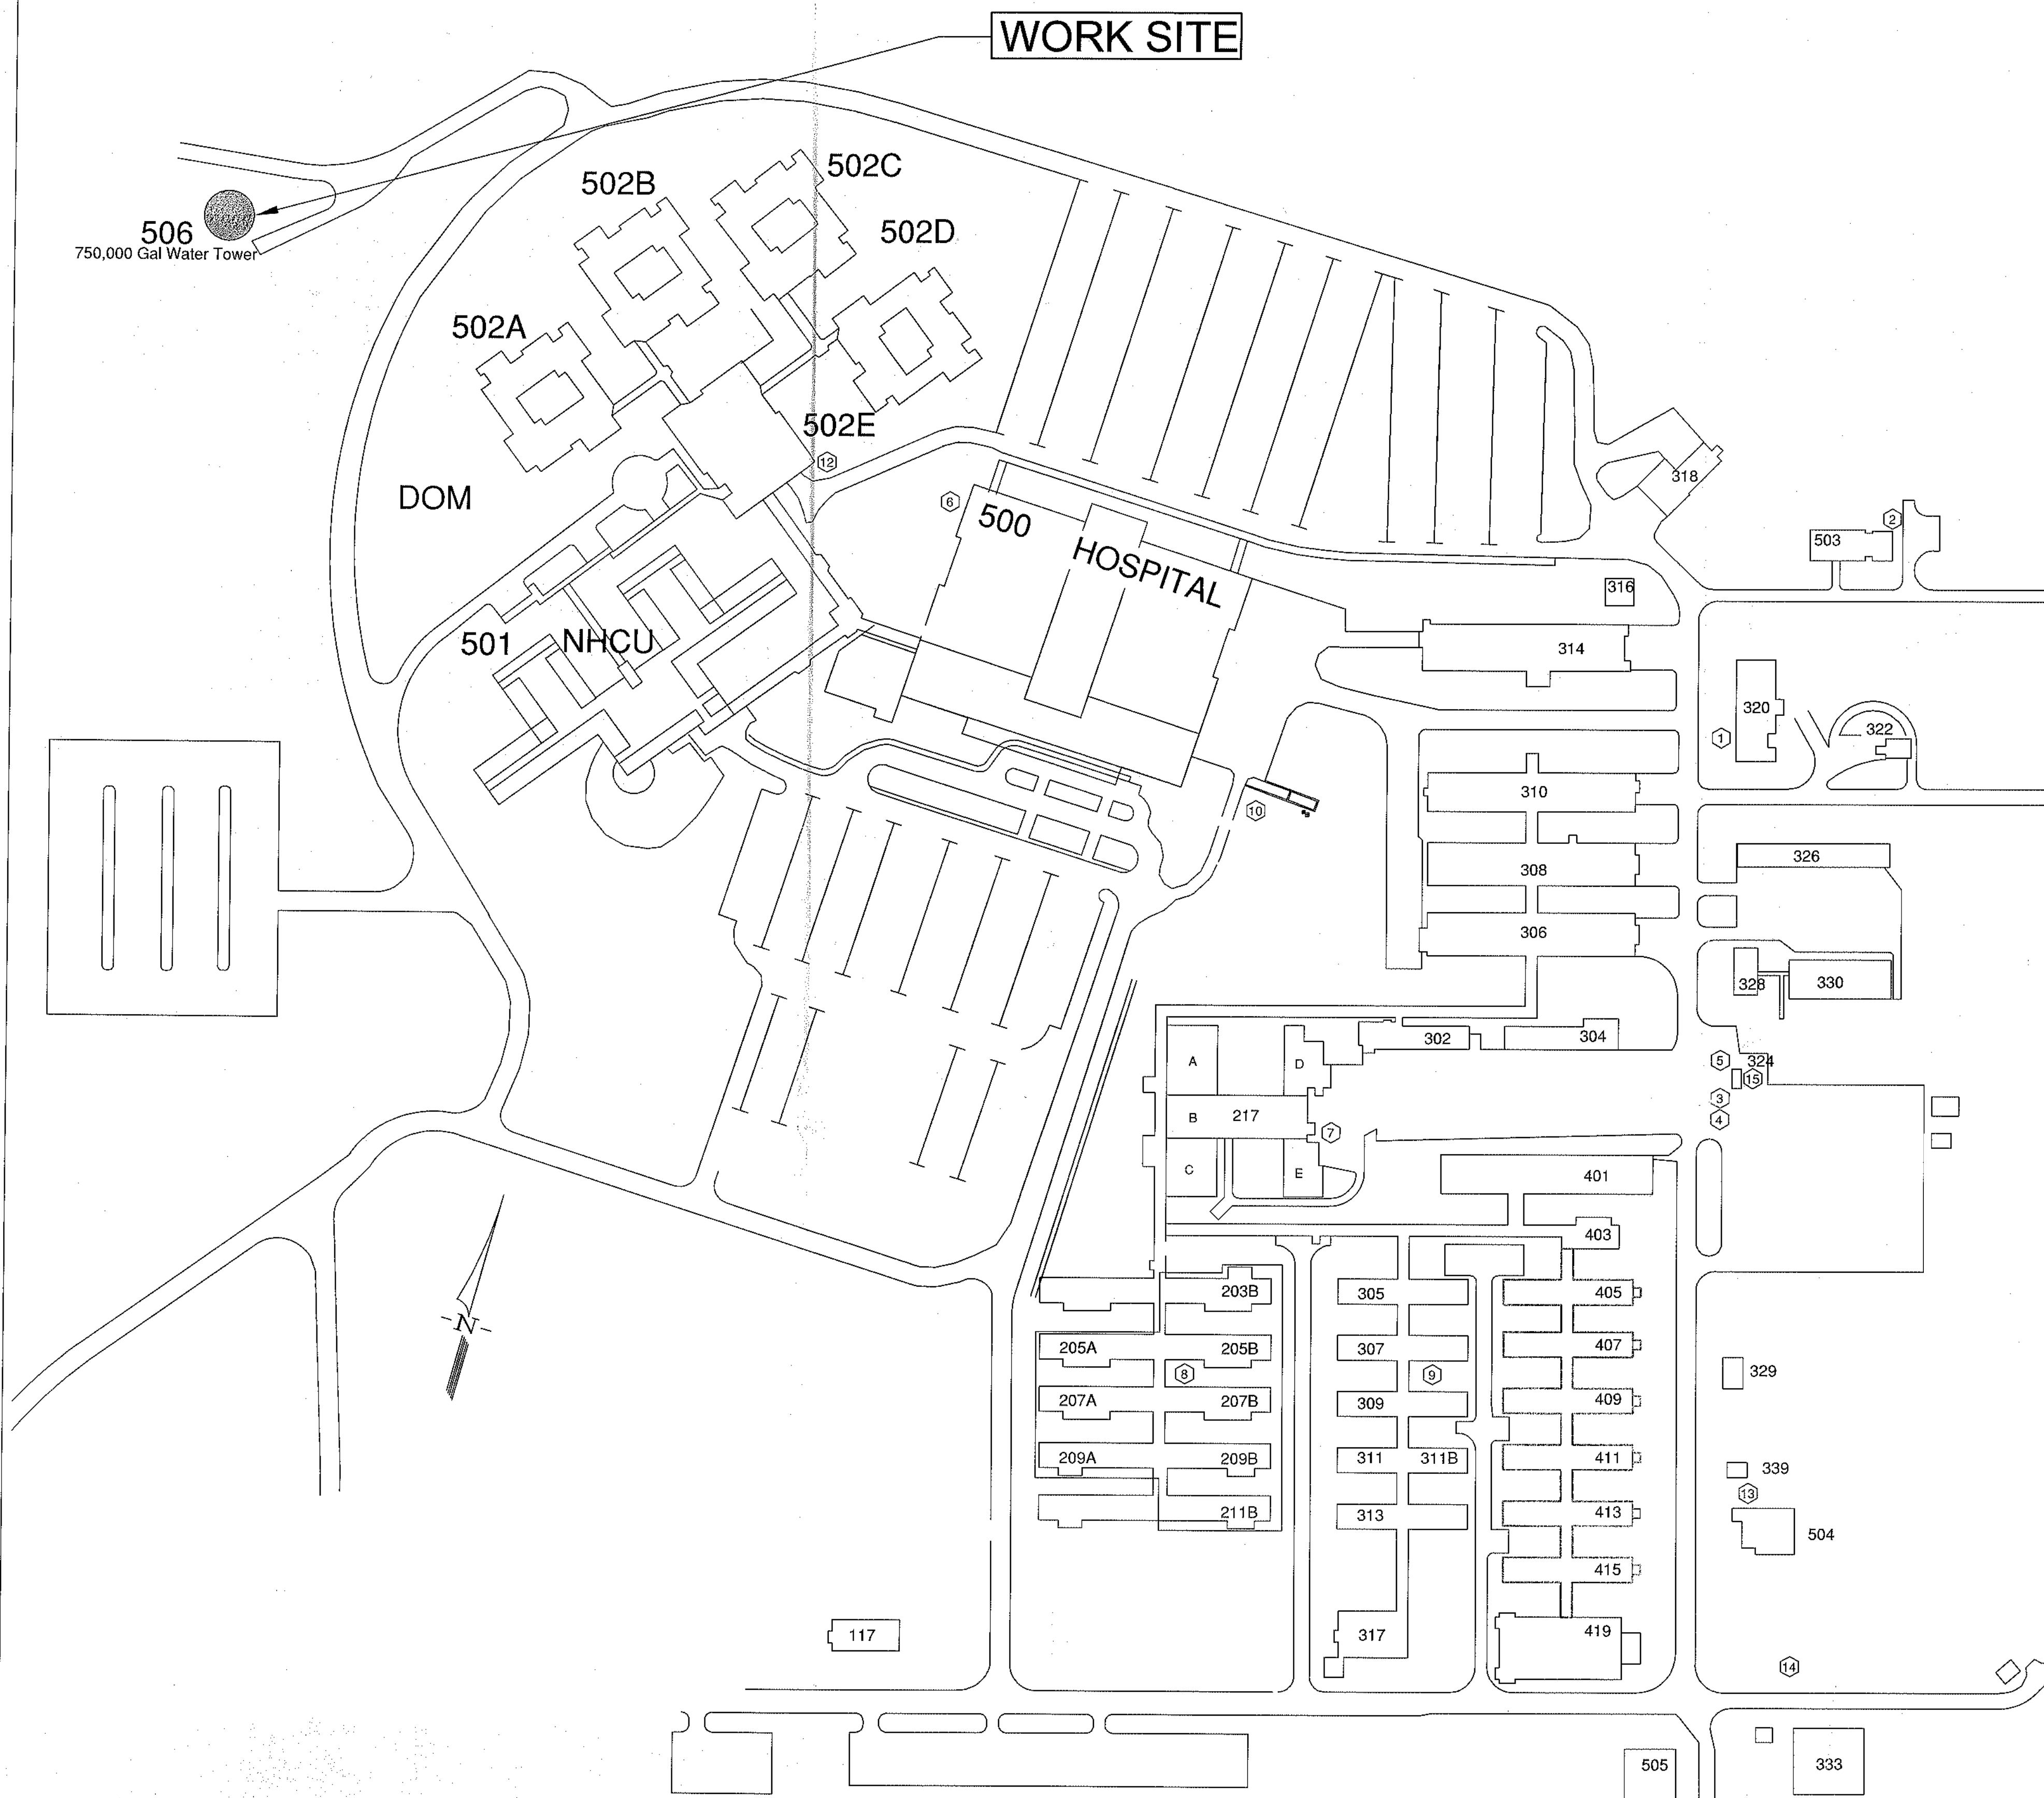 WORK SITE
502C
502B
502D
506
750,000 Gal Water Tower
502A
502E
12
DOM
6
500
HOSPITAL
318
2
503
316
501
NHCU
314
320
322
1
310
10
326
308
306
328
330
302
304
A
D
5
324
15
3
4
B
217
7
C
E
401
403
203B
305
405
N
205A
205B
307
407
8
9
329
207A
207B
309
409
209A
209B
311
311B
411
339
13
211B
313
413
504
415
117
317
419
14
505
333